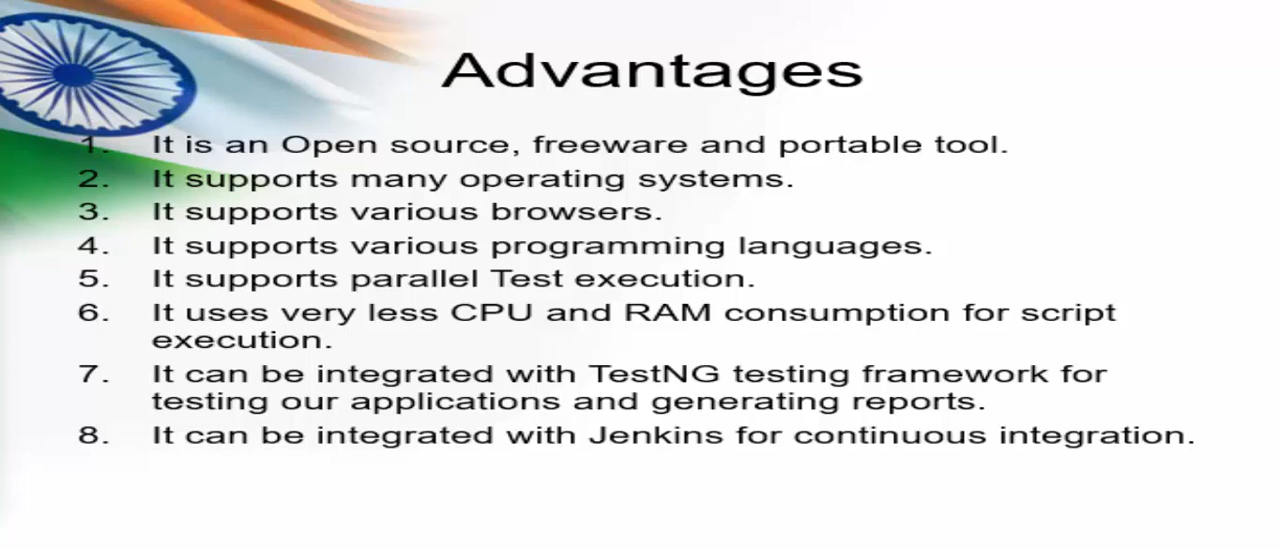 Advantages
1. It is an Open source, freeware and portable tool.
2. It supports many operating systems.
3. It supports various browsers.
4. It supports various programming languages.
5. It supports parallel Test execution.
6. It uses very less CPU and RAM consumption for script
execution.
7. It can be integrated with TestNG testing framework for
testing our applications and generating reports.
8. It can be integrated with Jenkins for continuous integration.